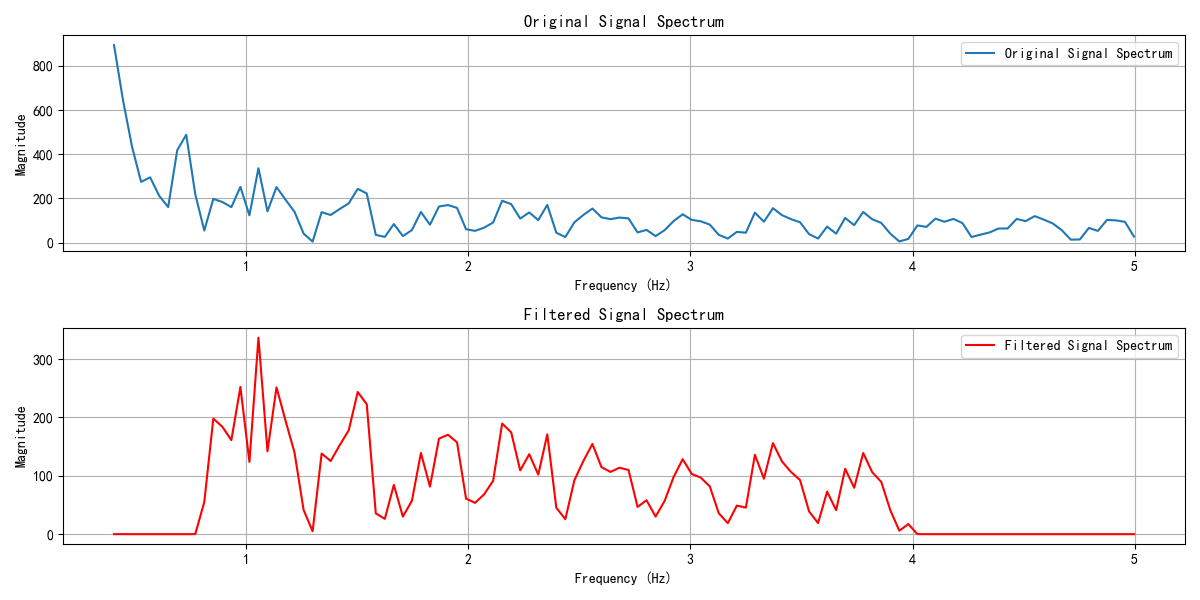 Original Signal Spectrum
Original Signal Spectrum
800
600
400
200
0
Magnitude
1 2 3 4 5
Frequency (Hz)
Filtered Signal Spectrum
Filtered Signal Spectrum
300
200
100
0
Magnitude
1 2 3 4 5
Frequency (Hz)